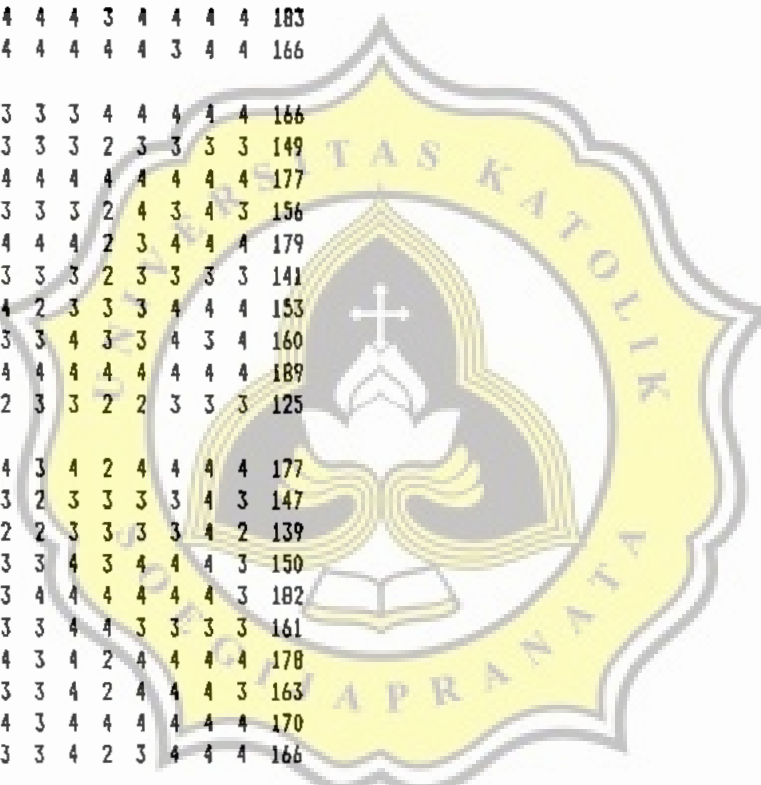 4 4 4 3 4 4 4 4 183
4 4 4 4 4 3 4 4 166
3 3 3 4 4 4 4 4 166
3 3 3 2 3 3 3 3 149
4 4 4 4 4 4 4 4 177
3 3 3 2 4 3 4 3 156
4 4 4 2 3 4 4 4 179
3 3 3 2 3 3 3 3 141
4 2 3 3 3 4 4 4 153
3 3 4 3 3 4 3 4 160
4 4 4 4 4 4 4 4 189
2 3 3 2 2 3 3 3 125
4 3 4 2 4 4 4 4 177
3 2 3 3 3 3 4 3 147
2 2 3 3 3 3 4 2 139
3 3 4 3 4 4 4 3 150
3 4 4 4 4 4 4 3 182
3 3 4 4 3 3 3 3 161
4 3 4 2 4 4 4 4 178
3 3 4 2 4 4 4 3 163
4 3 4 4 4 4 4 4 170
3 3 4 2 3 4 4 4 166
UNIVERSITAS KATOLIK
SOEGIJAPRANATA